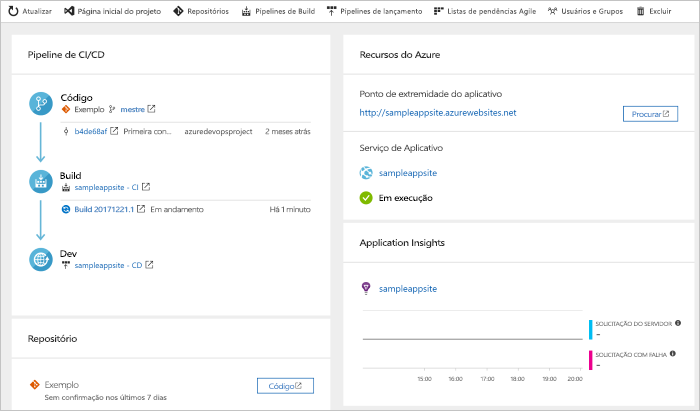 Atualizar Página inicial do projeto Repositórios Pipelines de Build Pipelines de lançamento Listas de pendências Agile Usuários e Grupos Excluir
Pipeline de CI/CD
Código
Exemplo mestre
b4de68af Primeira con... azuredevopsproject 2 meses atrás
Build
sampleappsite - CI
Build 20171221.1 Em andamento Há 1 minuto
Dev
sampleappsite - CD
Repositório
Exemplo
Sem confirmação nos últimos 7 dias
Código
Recursos do Azure
Ponto de extremidade do aplicativo
http://sampleappsite.azurewebsites.net
Procurar
Serviço de Aplicativo
sampleappsite
Em execução
Application Insights
sampleappsite
SOLICITAÇÃO DO SERVIDOR
--
SOLICITAÇÃO COM FALHA
--
15:00 16:00 17:00 18:00 19:00 20:00